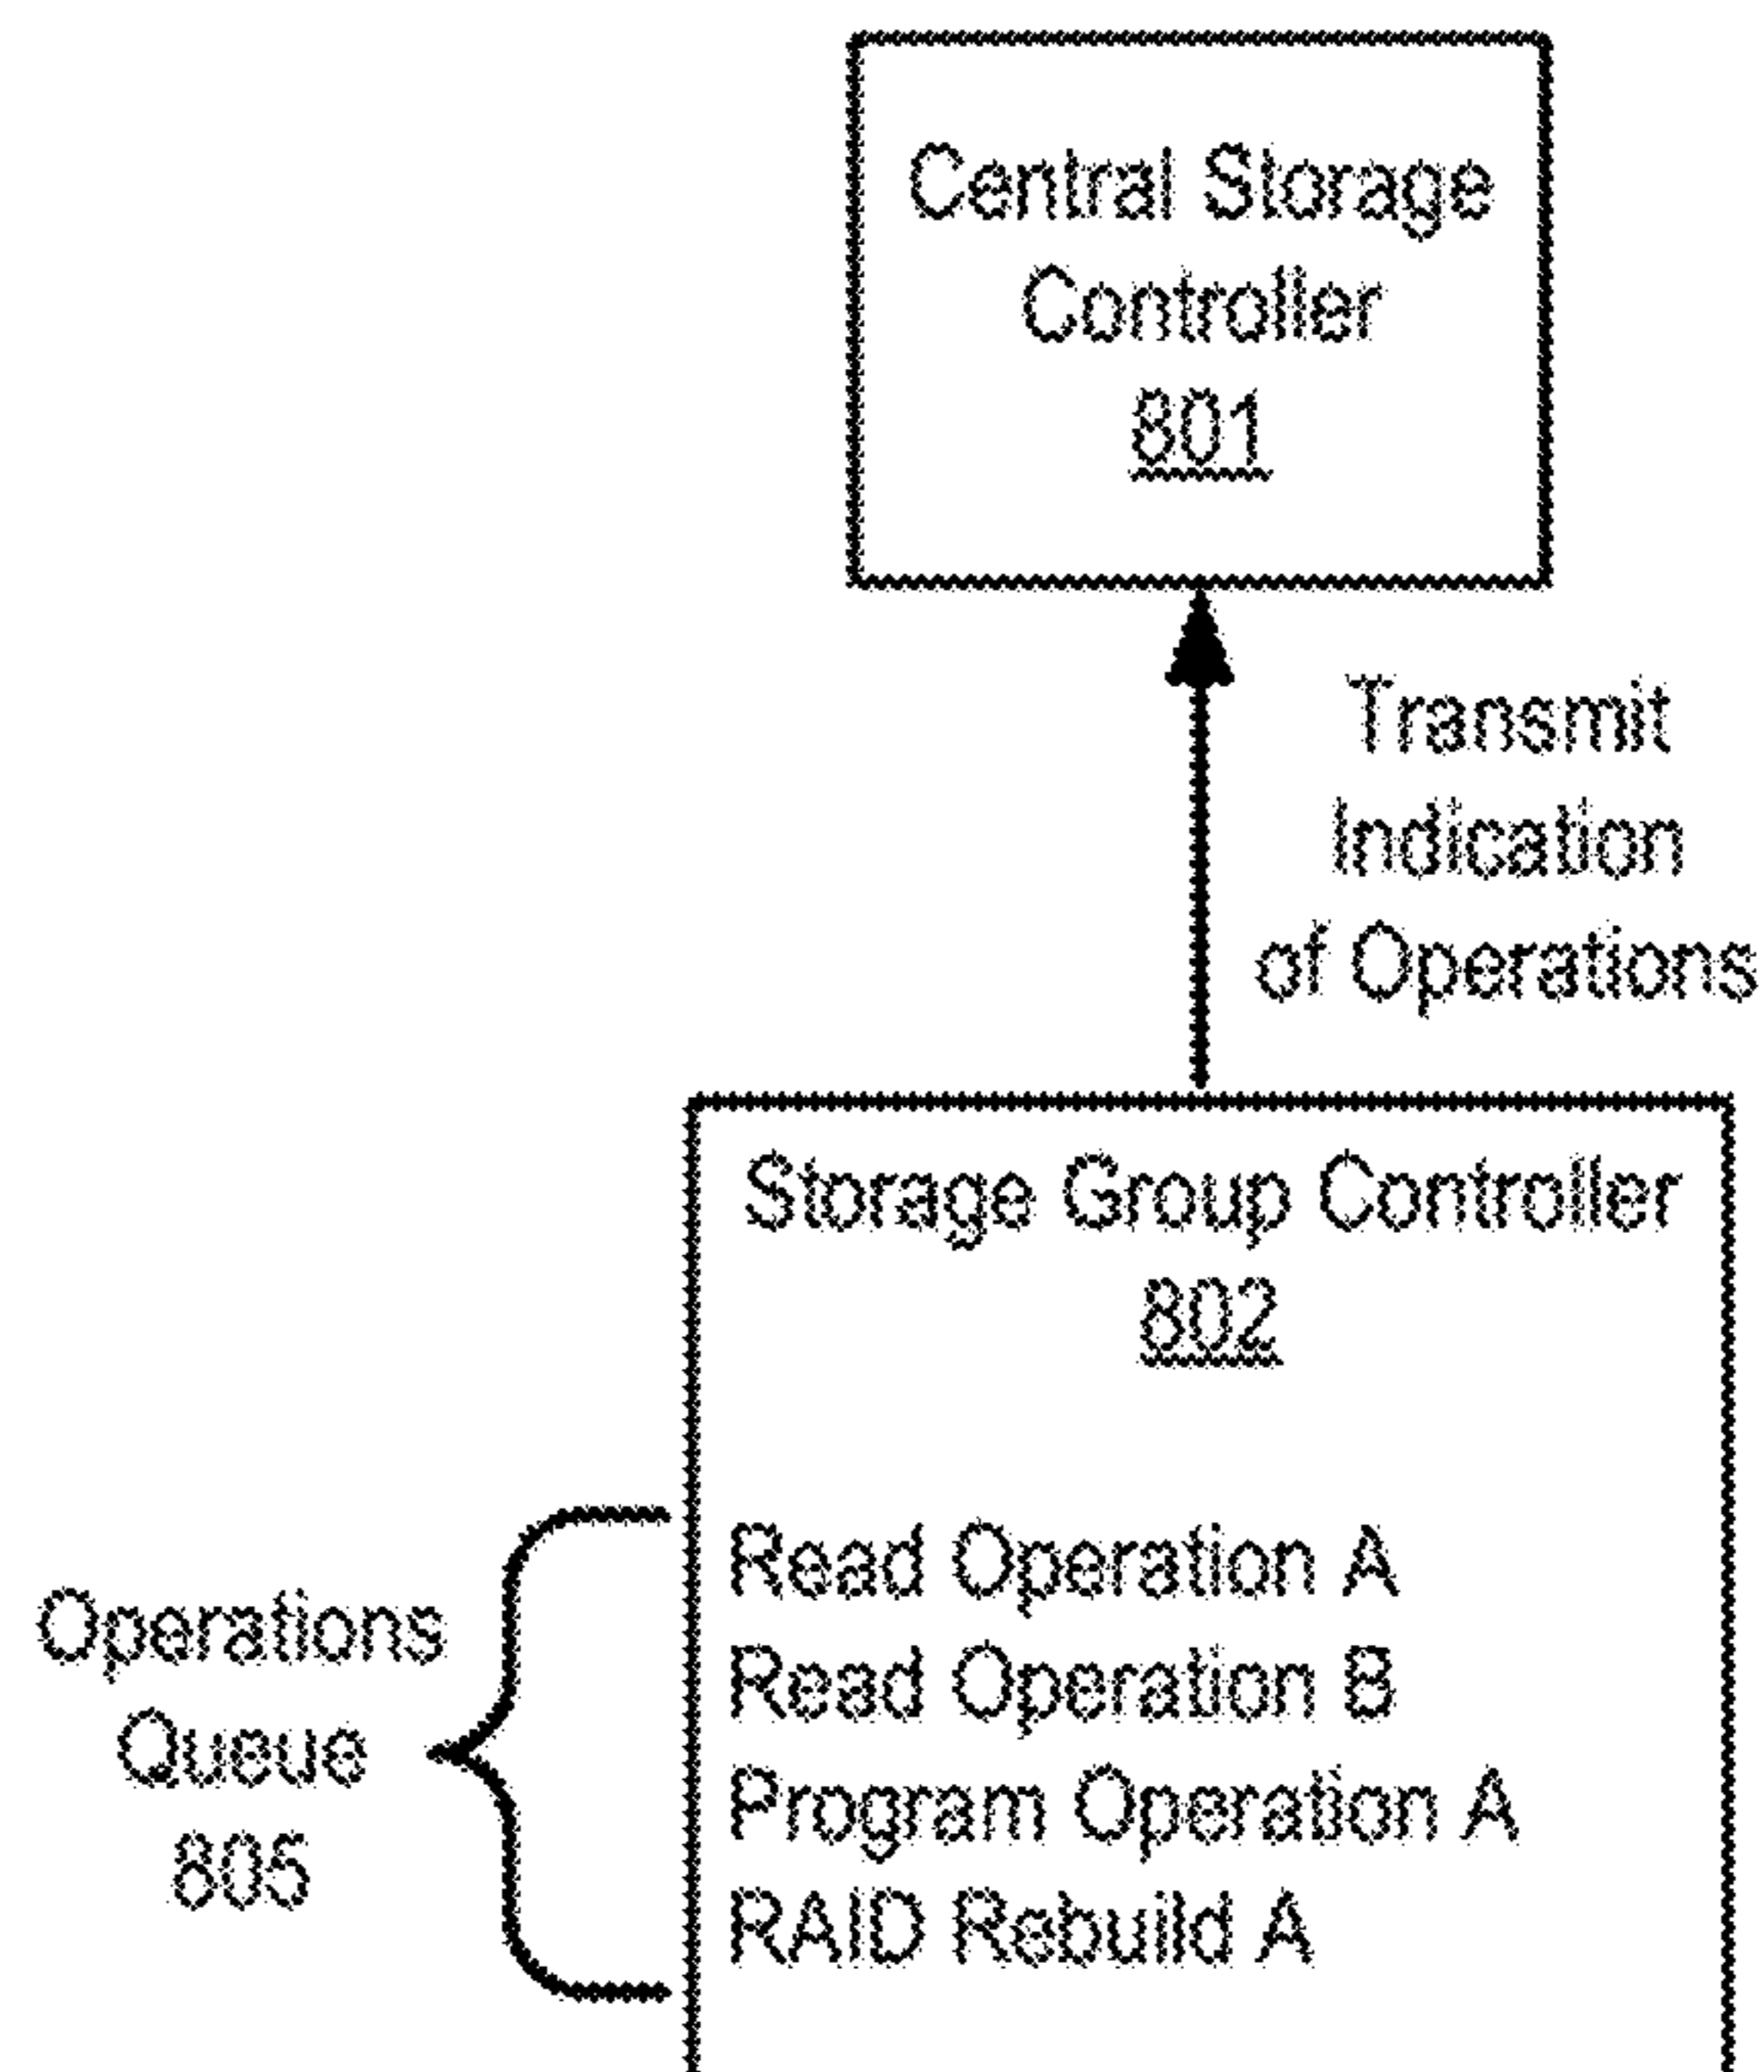 Central Storage
Controller
801
Transmit
Indication
of Operations
Storage Group Controller
802
Operations
Queue
805
Read Operation A
Read Operation B
Program Operation A
RAID Rebuild A